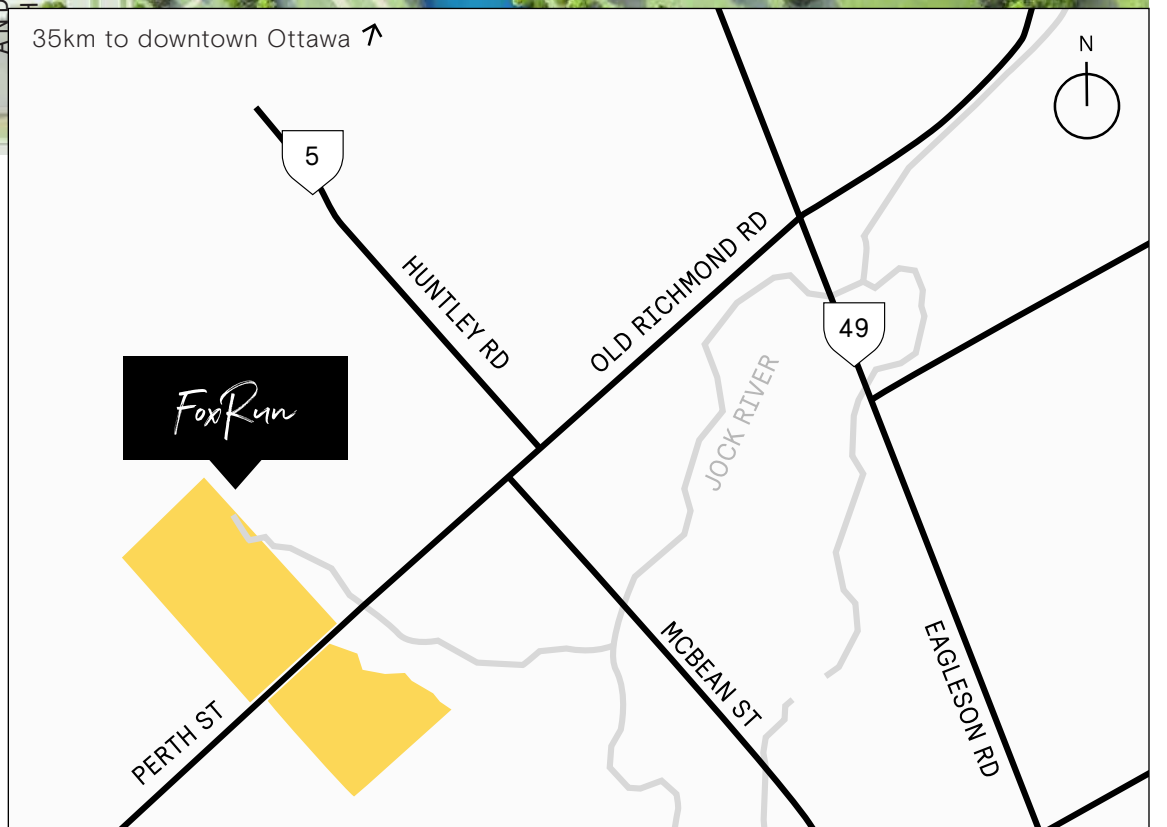 35km to downtown Ottawa
N
5
HUNTLEY RD
OLD RICHMOND RD
49
FoxRun
JOCK RIVER
MCBEAN ST
EAGLESON RD
PERTH ST